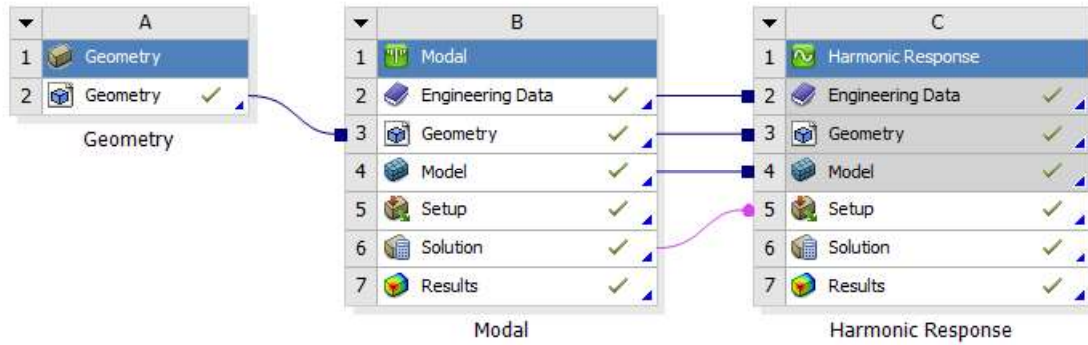 A
1 Geometry
2 Geometry
Geometry
B
1 Modal
2 Engineering Data
3 Geometry
4 Model
5 Setup
6 Solution
7 Results
Modal
C
1 Harmonic Response
2 Engineering Data
3 Geometry
4 Model
5 Setup
6 Solution
7 Results
Harmonic Response